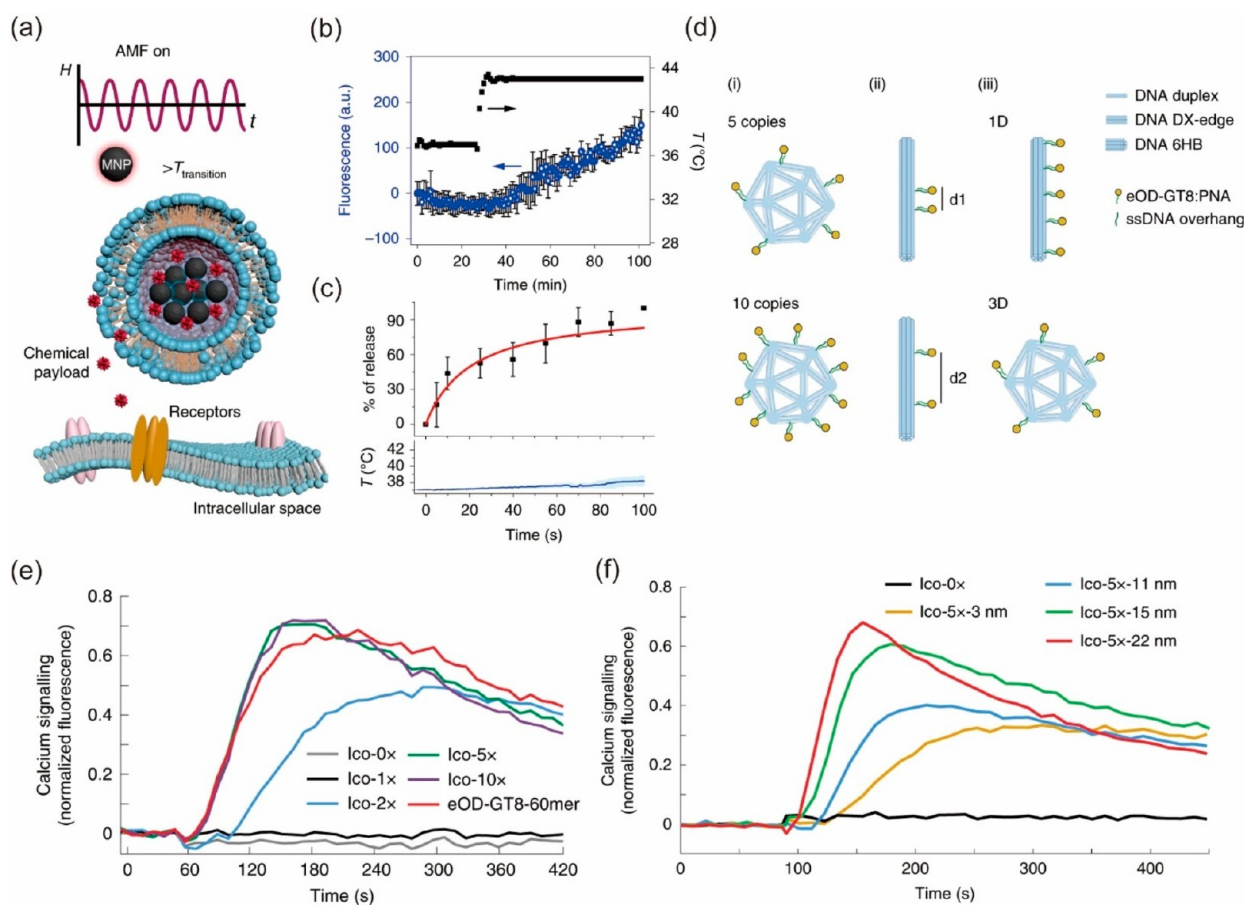 (a)
AMF on
H
t
MNP
>Ttransition
Chemical
payload
Receptors
Intracellular space
(b)
Fluorescence (a.u.)
300
200
100
0
−100
44
40
36
32
28
T (°C)
0 20 40 60 80 100
Time (min)
(c)
% of release
90
60
30
0
T (°C)
42
40
38
0 20 40 60 80 100
Time (s)
(d)
(i) (ii) (iii)
5 copies
1D
d1
10 copies
3D
d2
DNA duplex
DNA DX-edge
DNA 6HB
eOD-GT8:PNA
ssDNA overhang
(e)
Calcium signalling
(normalized fluorescence)
0.8
0.6
0.4
0.2
0
Ico-0×
Ico-1×
Ico-2×
Ico-5×
Ico-10×
eOD-GT8-60mer
0 60 120 180 240 300 360 420
Time (s)
(f)
Calcium signalling
(normalized fluorescence)
0.8
0.6
0.4
0.2
0
Ico-0×
Ico-5×-3 nm
Ico-5×-11 nm
Ico-5×-15 nm
Ico-5×-22 nm
0 100 200 300 400
Time (s)